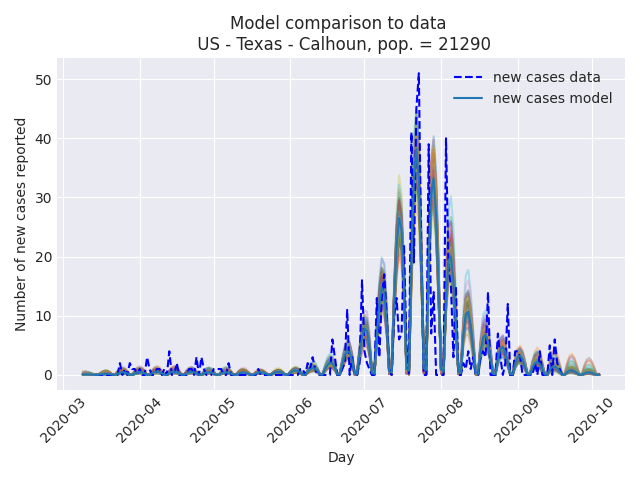 Model comparison to data
US - Texas - Calhoun, pop. = 21290
new cases data
new cases model
Number of new cases reported
50
40
30
20
10
0
2020-03
2020-04
2020-05
2020-06
2020-07
2020-08
2020-09
2020-10
Day